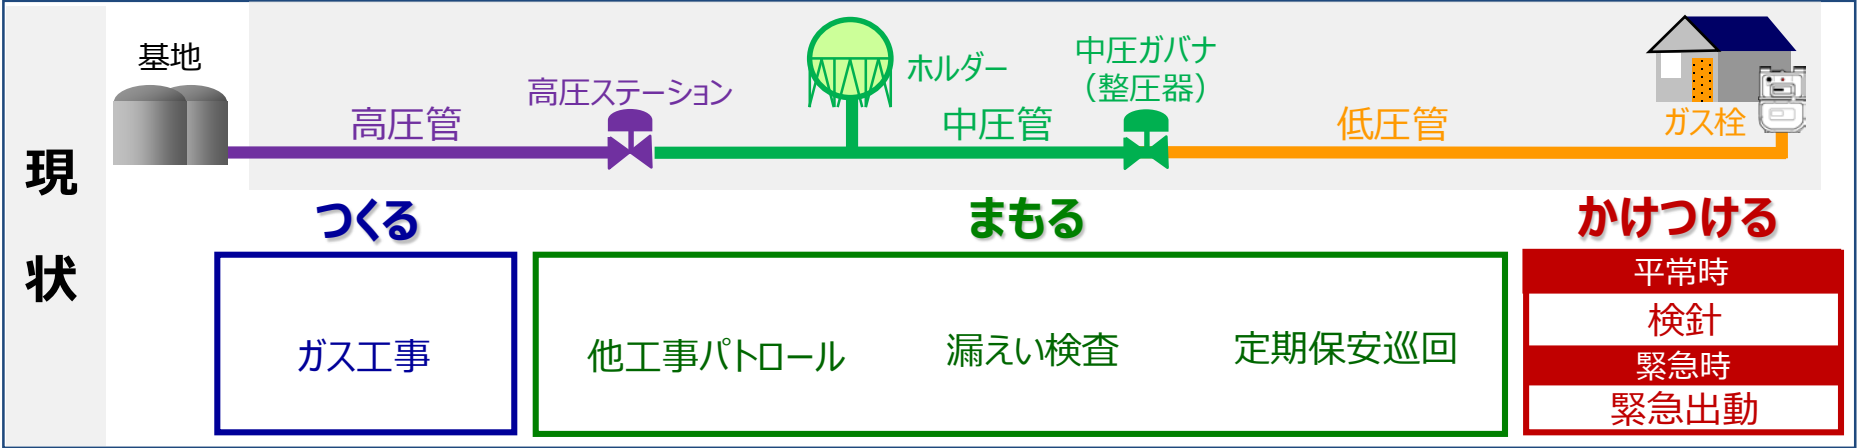 現状
基地
高圧管
高圧ステーション
ホルダー
中圧管
中圧ガバナ
（整圧器）
低圧管
ガス栓
つくる
ガス工事
まもる
他工事パトロール
漏えい検査
定期保安巡回
かけつける
平常時
検針
緊急時
緊急出動